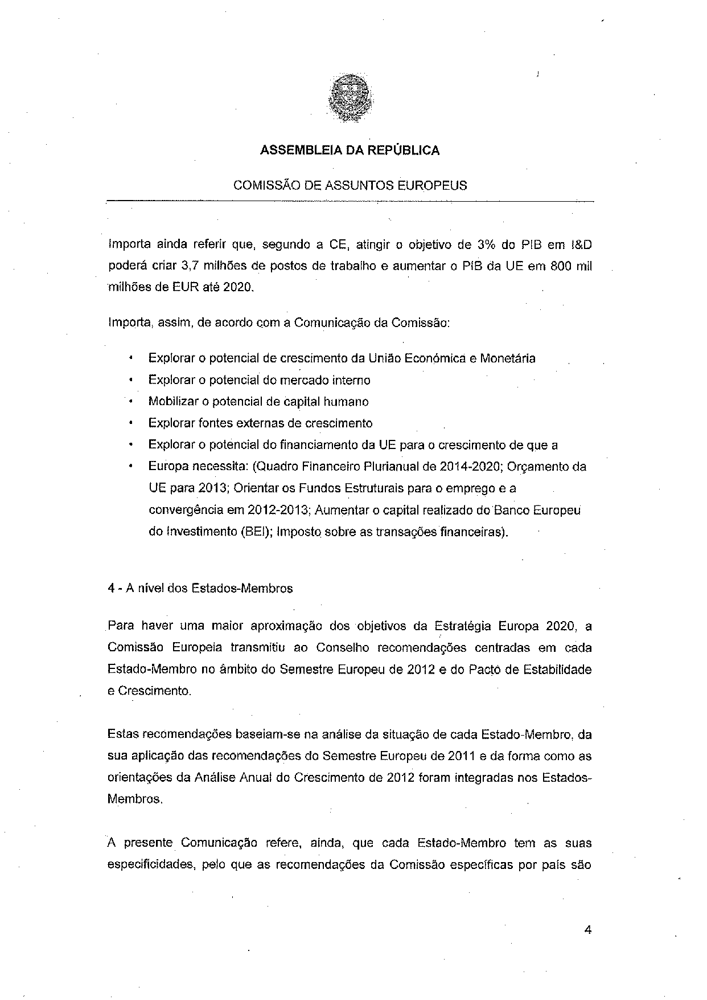 ASSEMBLEIA DA REPÚBLICA
COMISSÃO DE ASSUNTOS EUROPEUS
Importa ainda referir que, segundo a CE, atingir o objetivo de 3% do PIB em I&D
poderá criar 3,7 milhões de postos de trabalho e aumentar o PIB da UE em 800 mil
milhões de EUR até 2020.
Importa, assim, de acordo com a Comunicação da Comissão:
• Explorar o potencial de crescimento da União Económica e Monetária
• Explorar o potencial do mercado interno
• Mobilizar o potencial de capital humano
• Explorar fontes externas de crescimento
• Explorar o potencial do financiamento da UE para o crescimento de que a
• Europa necessita: (Quadro Financeiro Plurianual de 2014-2020; Orçamento da
UE para 2013; Orientar os Fundos Estruturais para o emprego e a
convergência em 2012-2013; Aumentar o capital realizado do Banco Europeu
do Investimento (BEI); Imposto sobre as transações financeiras).
4 - A nível dos Estados-Membros
Para haver uma maior aproximação dos objetivos da Estratégia Europa 2020, a
Comissão Europeia transmitiu ao Conselho recomendações centradas em cada
Estado-Membro no âmbito do Semestre Europeu de 2012 e do Pacto de Estabilidade
e Crescimento.
Estas recomendações baseiam-se na análise da situação de cada Estado-Membro, da
sua aplicação das recomendações do Semestre Europeu de 2011 e da forma como as
orientações da Análise Anual do Crescimento de 2012 foram integradas nos Estados-
Membros.
A presente Comunicação refere, ainda, que cada Estado-Membro tem as suas
especificidades, pelo que as recomendações da Comissão específicas por país são
4